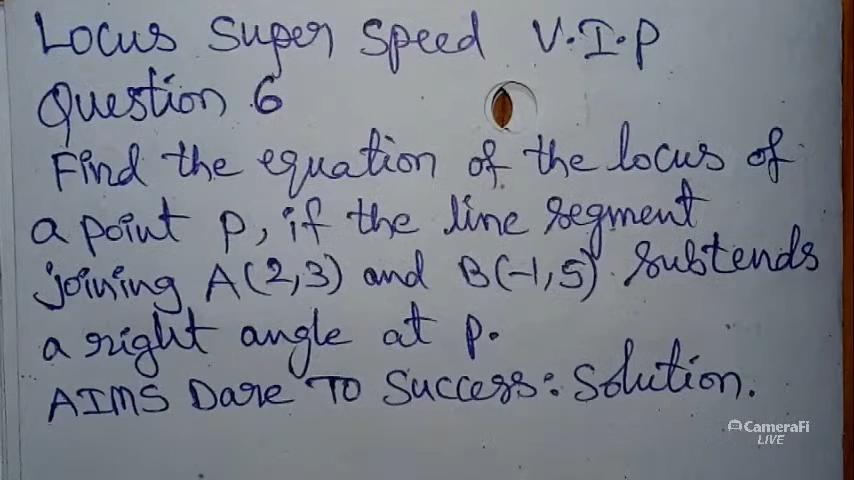 Locus Super Speed V.I.P
Question 6
Find the equation of the locus of
a point P, if the line segment
joining A(2,3) and B(-1,5) subtends
a right angle at P.
AIMS Dare To Success: Solution.
CameraFi
LIVE